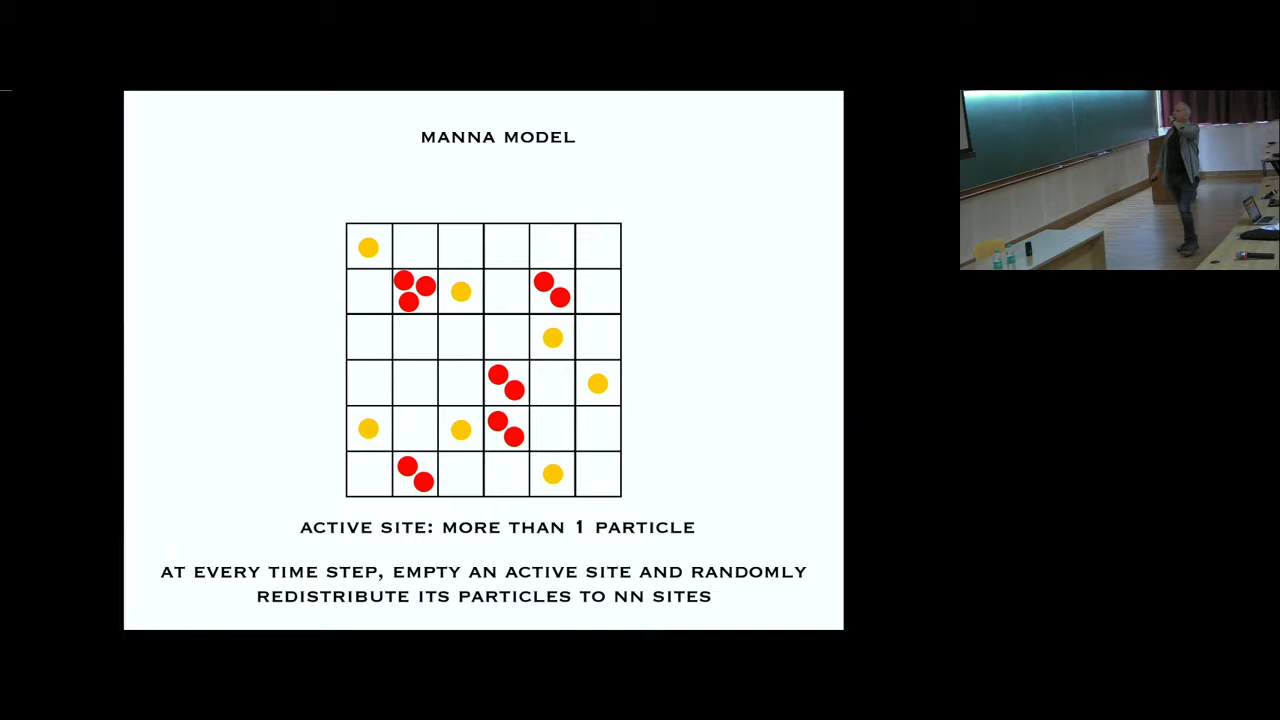 MANNA MODEL
ACTIVE SITE: MORE THAN 1 PARTICLE
AT EVERY TIME STEP, EMPTY AN ACTIVE SITE AND RANDOMLY
REDISTRIBUTE ITS PARTICLES TO NN SITES